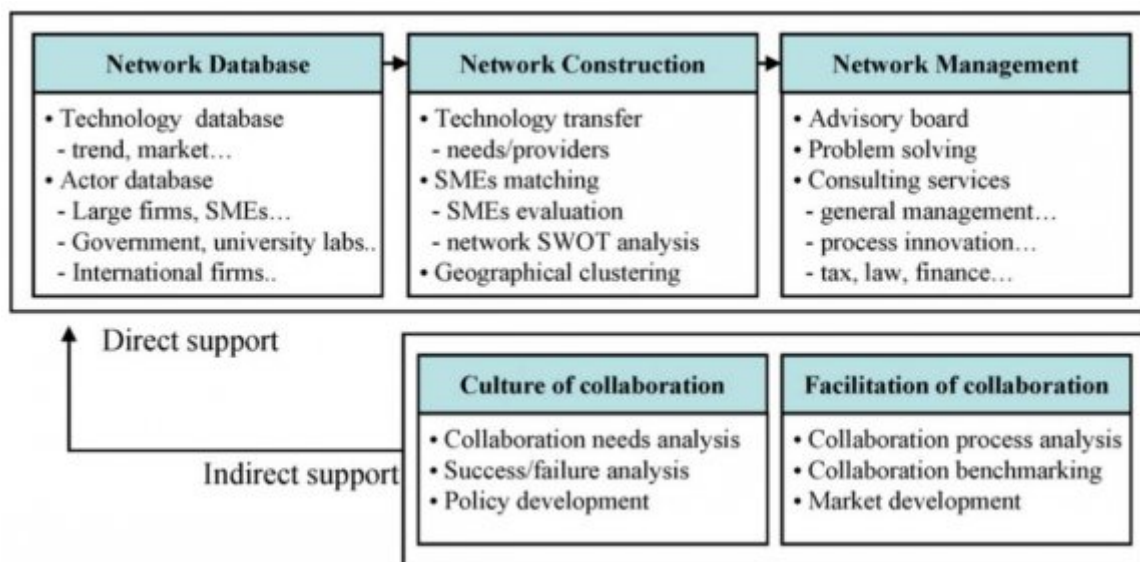 Network Database
• Technology database
- trend, market…
• Actor database
- Large firms, SMEs…
- Government, university labs..
- International firms..
Network Construction
• Technology transfer
- needs/providers
• SMEs matching
- SMEs evaluation
- network SWOT analysis
• Geographical clustering
Network Management
• Advisory board
• Problem solving
• Consulting services
- general management…
- process innovation…
- tax, law, finance…
Direct support
Indirect support
Culture of collaboration
• Collaboration needs analysis
• Success/failure analysis
• Policy development
Facilitation of collaboration
• Collaboration process analysis
• Collaboration benchmarking
• Market development